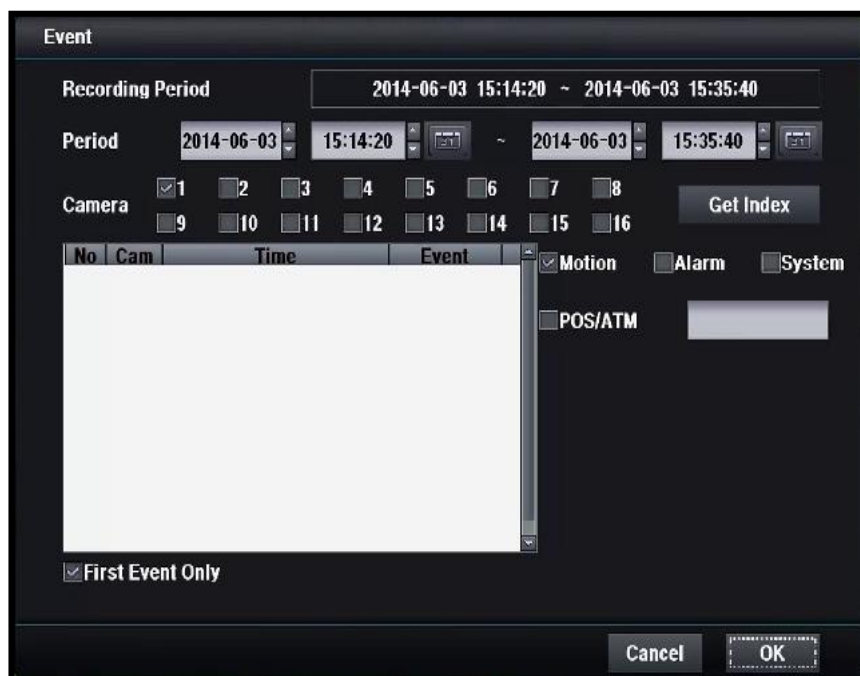 Event
Recording Period 2014-06-03 15:14:20 ~ 2014-06-03 15:35:40
Period 2014-06-03 15:14:20 ~ 2014-06-03 15:35:40
Camera
1 2 3 4 5 6 7 8
9 10 11 12 13 14 15 16
Get Index
No Cam Time Event
Motion Alarm System
POS/ATM
First Event Only
Cancel OK